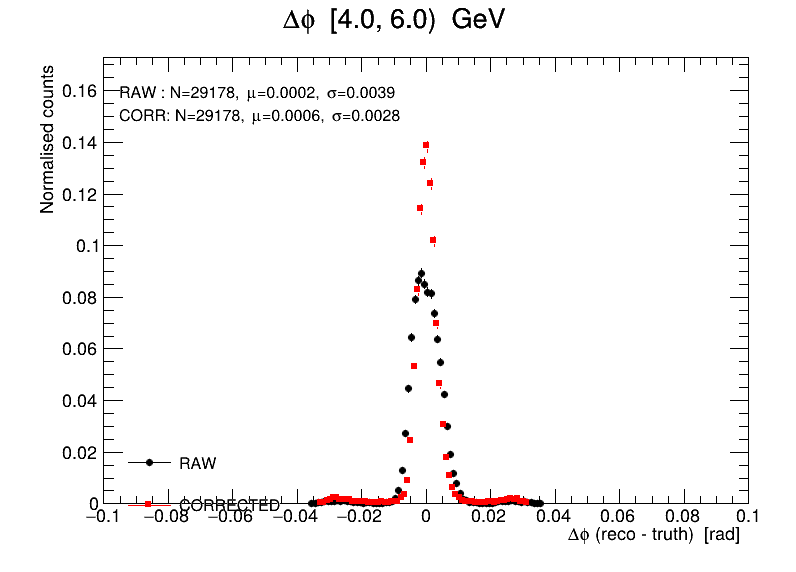 Δϕ [4.0, 6.0) GeV
Normalised counts
RAW : N=29178, μ=0.0002, σ=0.0039
CORR: N=29178, μ=0.0006, σ=0.0028
0.16
0.14
0.12
0.1
0.08
0.06
0.04
0.02
0
RAW
CORRECTED
−0.1 −0.08 −0.06 −0.04 −0.02 0 0.02 0.04 0.06 0.08 0.1
Δϕ (reco - truth) [rad]